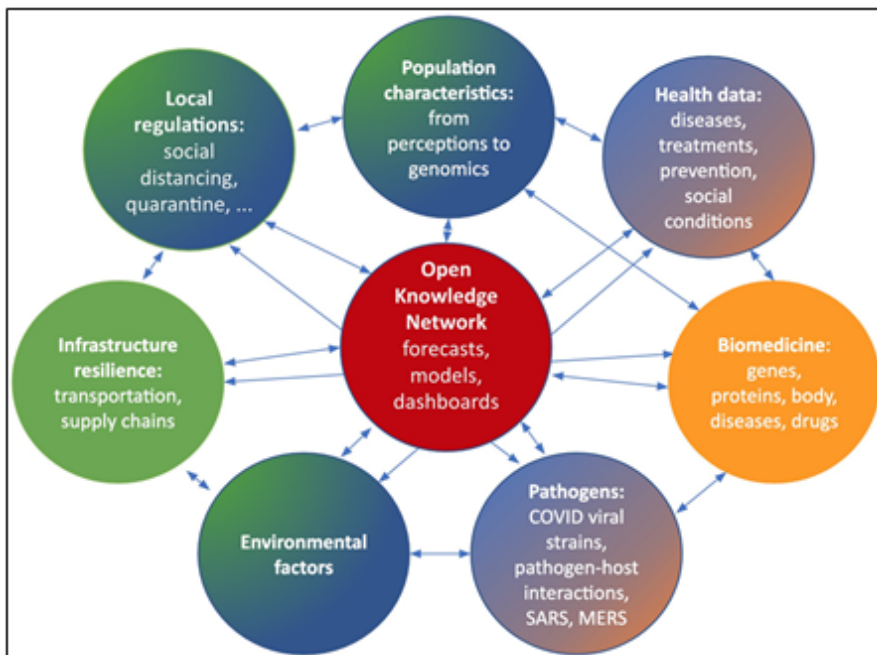 Population
characteristics:
from
perceptions to
genomics
Local
regulations:
social
distancing,
quarantine, ...
Health data:
diseases,
treatments,
prevention,
social
conditions
Open
Knowledge
Network
forecasts,
models,
dashboards
Infrastructure
resilience:
transportation,
supply chains
Biomedicine:
genes,
proteins, body,
diseases, drugs
Environmental
factors
Pathogens:
COVID viral
strains,
pathogen-host
interactions,
SARS, MERS